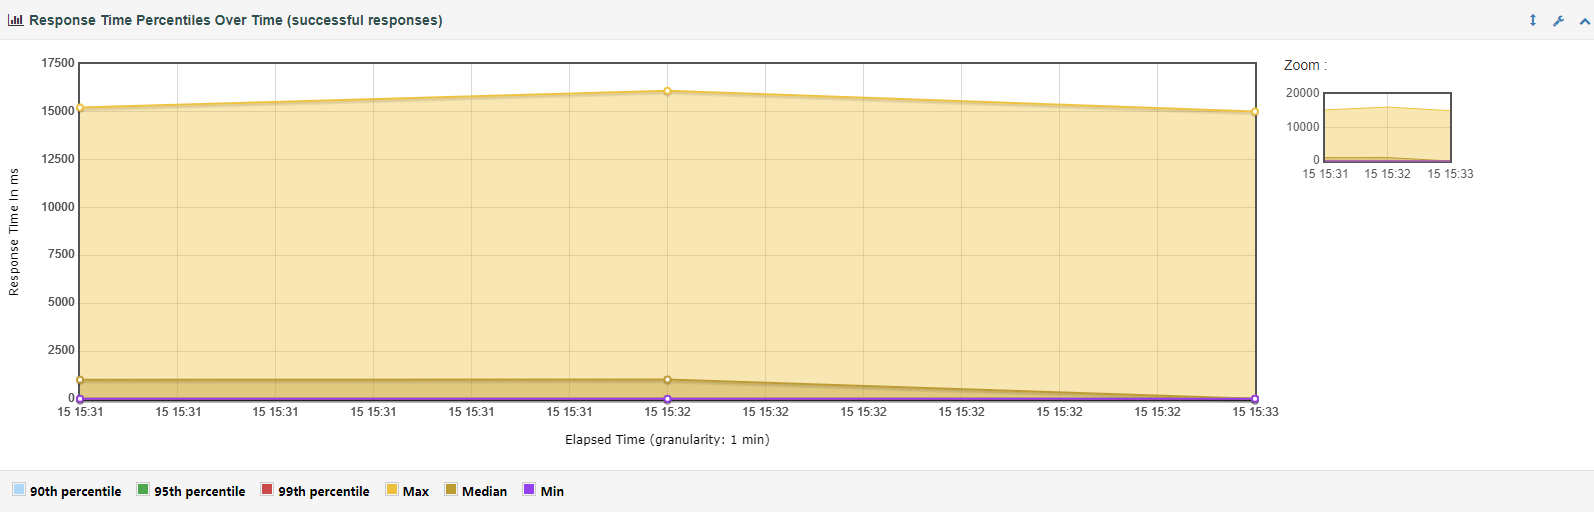 Response Time Percentiles Over Time (successful responses)
17500
15000
12500
10000
7500
5000
2500
0
Response Time In ms
15 15:31 15 15:31 15 15:31 15 15:31 15 15:31 15 15:31 15 15:32 15 15:32 15 15:32 15 15:32 15 15:32 15 15:32 15 15:33
Elapsed Time (granularity: 1 min)
Zoom :
20000
10000
0
15 15:31 15 15:32 15 15:33
90th percentile 95th percentile 99th percentile Max Median Min